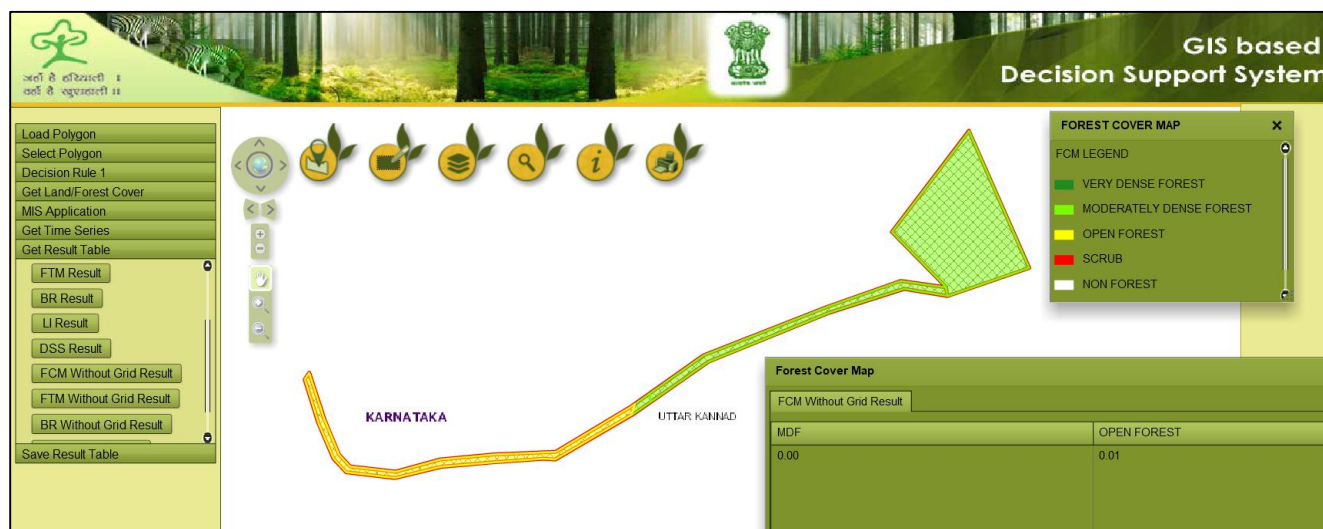 जहाँ है हरियाली ।
वहाँ है खुशहाली ॥
सत्यमेव जयते
GIS based
Decision Support System
Load Polygon
Select Polygon
Decision Rule 1
Get Land/Forest Cover
MIS Application
Get Time Series
Get Result Table
FTM Result
BR Result
LI Result
DSS Result
FCM Without Grid Result
FTM Without Grid Result
BR Without Grid Result
Save Result Table
KARNATAKA
UTTAR KANNAD
FOREST COVER MAP
FCM LEGEND
VERY DENSE FOREST
MODERATELY DENSE FOREST
OPEN FOREST
SCRUB
NON FOREST
Forest Cover Map
FCM Without Grid Result
MDF OPEN FOREST
0.00 0.01